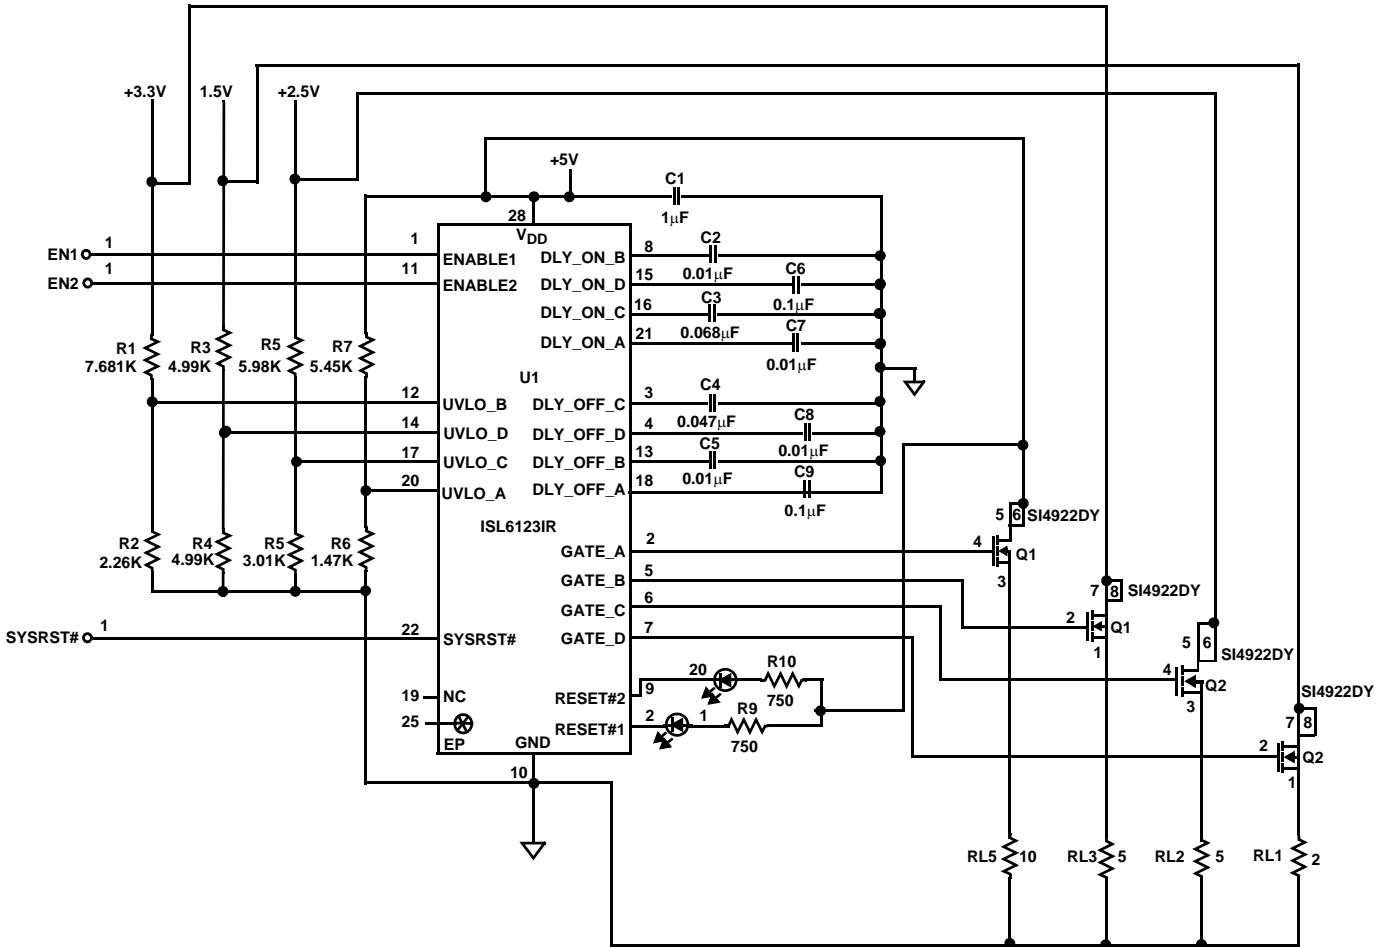 +3.3V 1.5V +2.5V
+5V
C1
1μF
28
VDD
EN1 1
1 ENABLE1
EN2 1
11 ENABLE2
DLY_ON_B 8 C2
0.01μF
DLY_ON_D 15 C6
0.1μF
DLY_ON_C 16 C3
0.068μF
DLY_ON_A 21 C7
0.01μF
R1
7.681K
R3
4.99K
R5
5.98K
R7
5.45K
U1
12 UVLO_B
14 UVLO_D
17 UVLO_C
20 UVLO_A
DLY_OFF_C 3 C4
0.047μF
DLY_OFF_D 4 C8
0.01μF
DLY_OFF_B 13 C5
0.01μF
DLY_OFF_A 18 C9
0.1μF
ISL6123IR
R2
2.26K
R4
4.99K
R5
3.01K
R6
1.47K
GATE_A 2
GATE_B 5
GATE_C 6
GATE_D 7
5 6 SI4922DY
4 Q1
3
7 8 SI4922DY
2 Q1
1
5 6 SI4922DY
4 Q2
3
SI4922DY
7 8
2 Q2
1
SYSRST# 1
22 SYSRST#
19 NC
25
EP
GND
10
RESET#2 9
20 R10
750
RESET#1 2
1 R9
750
RL5 10
RL3 5
RL2 5
RL1 2